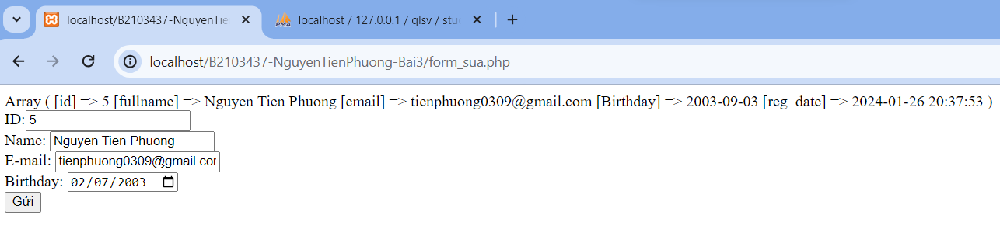 localhost/B2103437-NguyenTie
PMA localhost / 127.0.0.1 / qlsv / stu
localhost/B2103437-NguyenTienPhuong-Bai3/form_sua.php
Array ( [id] => 5 [fullname] => Nguyen Tien Phuong [email] => tienphuong0309@gmail.com [Birthday] => 2003-09-03 [reg_date] => 2024-01-26 20:37:53 )
ID: 5
Name: Nguyen Tien Phuong
E-mail: tienphuong0309@gmail.cor
Birthday: 02/07/2003
Gửi